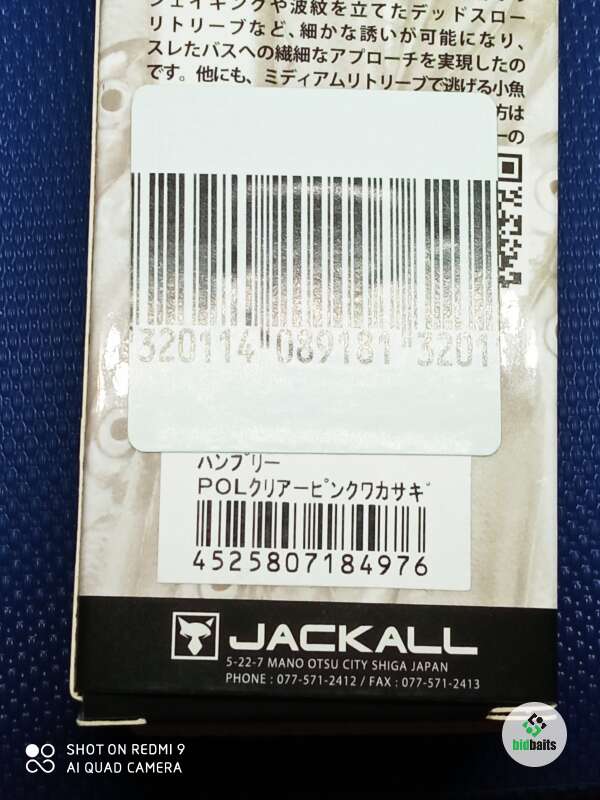 シェイキングや波紋を立てたデッドスロー
リトリーブなど、細かな誘いが可能になり、
スレたバスへの繊細なアプローチを実現したの
です。他にも、ミディアムリトリーブで逃げる小魚
方は
ーの
320114 089181 3201
ハンブリー
POLクリアーピンクワカサギ
4525807184976
JACKALL
5-22-7 MANO OTSU CITY SHIGA JAPAN
PHONE : 077-571-2412 / FAX : 077-571-2413
SHOT ON REDMI 9
AI QUAD CAMERA
bidbaits